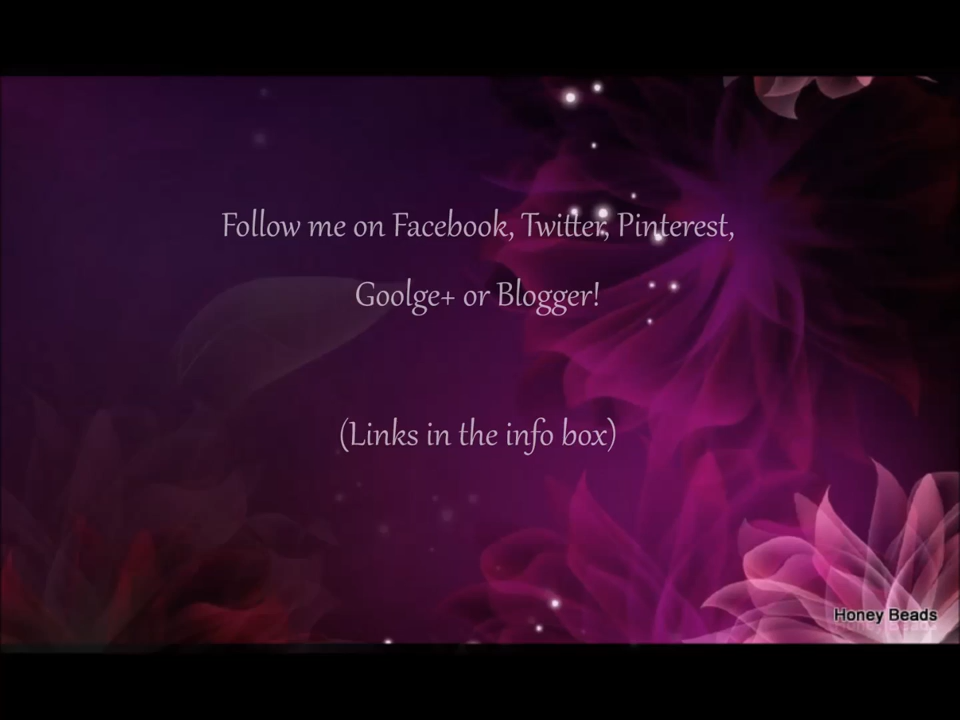 Follow me on Facebook, Twitter, Pinterest,
Goolge+ or Blogger!
(Links in the info box)
Honey Beads